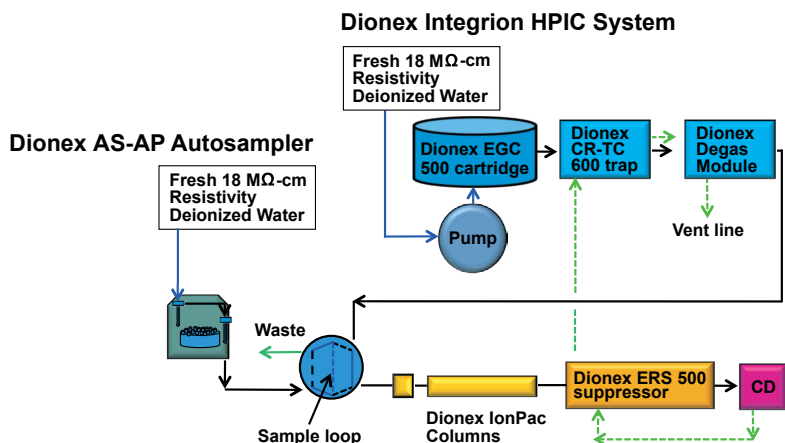 Dionex Integrion HPIC System
Fresh 18 MΩ-cm
Resistivity
Deionized Water
Dionex EGC
500 cartridge
Dionex
CR-TC
600 trap
Dionex
Degas
Module
Dionex AS-AP Autosampler
Fresh 18 MΩ-cm
Resistivity
Deionized Water
Pump
Vent line
Waste
Sample loop
Dionex IonPac
Columns
Dionex ERS 500
suppressor
CD